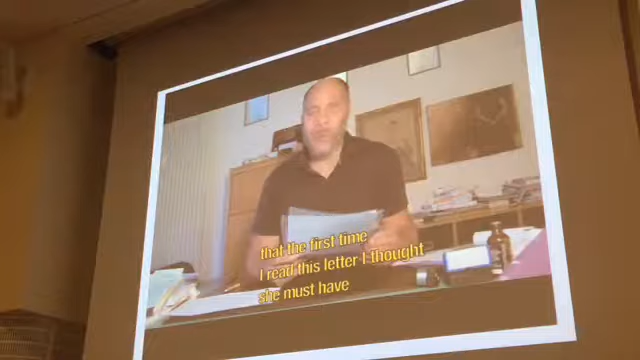 that the first time
I read this letter I thought
she must have